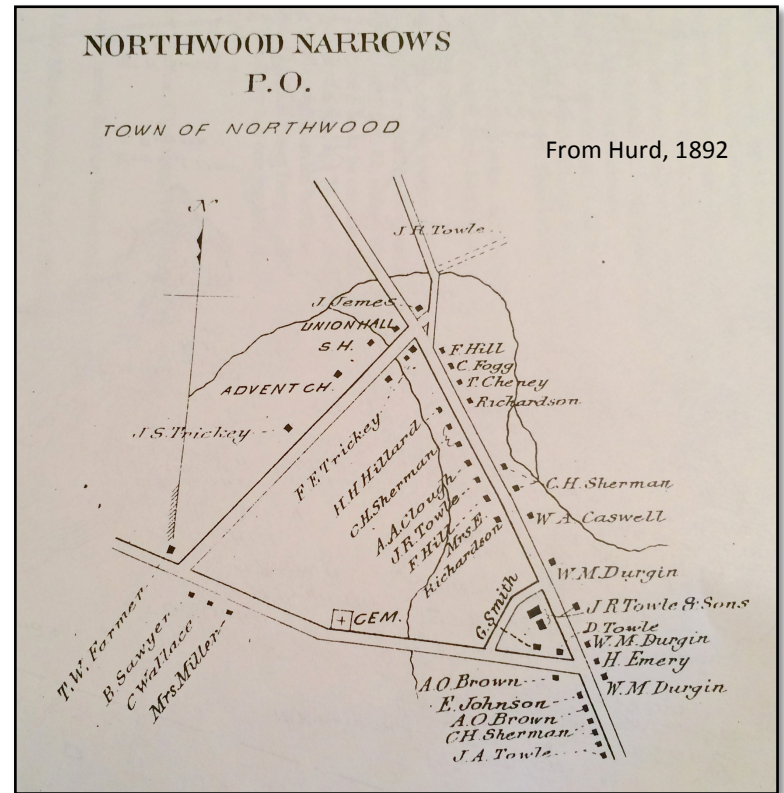 NORTHWOOD NARROWS
P.O.
TOWN OF NORTHWOOD
From Hurd, 1892
N
J.R. Towle
J. Jemes
UNION HALL
S.H.
ADVENT CH.
J.S. Trickey
F. Hill
C. Fogg
T. Cheney
Richardson
F E Trickey
H.H Hillard
C.H. Sherman
A.A. Clough
J.R. Towle
F. Hill
Mrs. E.
Richardson
C.H. Sherman
W.A. Caswell
W.M. Durgin
G. Smith
J R Towle & Sons
D. Towle
W.M. Durgin
H. Emery
W.M. Durgin
CEM.
T.W. Farmer
B. Sawyer
C Wallace
Mrs. Miller
A.O. Brown
E. Johnson
A.O. Brown
C.H. Sherman
J.A. Towle